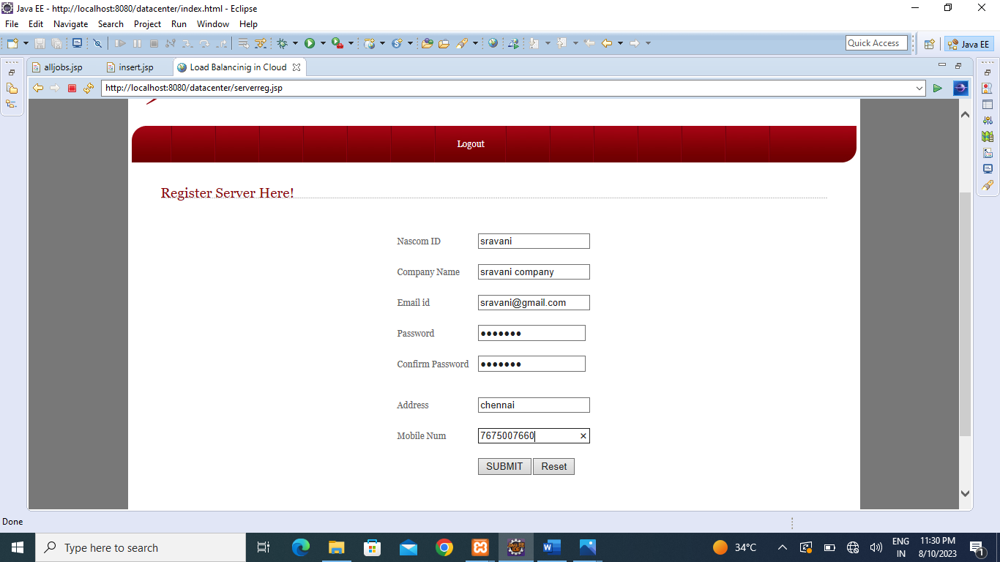 Java EE - http://localhost:8080/datacenter/index.html - Eclipse
File Edit Navigate Search Project Run Window Help
Quick Access
Java EE
alljobs.jsp insert.jsp Load Balancinig in Cloud
http://localhost:8080/datacenter/serverreg.jsp
Logout
Register Server Here!
Nascom ID sravani
Company Name sravani company
Email id sravani@gmail.com
Password •••••••
Confirm Password •••••••
Address chennai
Mobile Num 7675007660
SUBMIT Reset
Done
Type here to search
34°C
ENG
IN
11:30 PM
8/10/2023
1